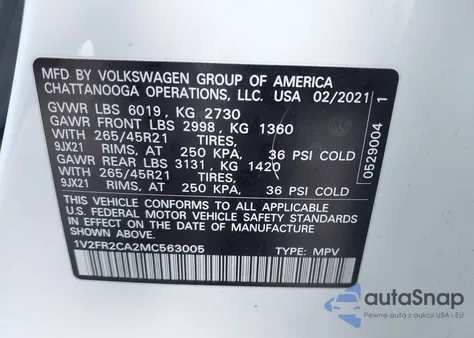 MFD BY VOLKSWAGEN GROUP OF AMERICA
CHATTANOOGA OPERATIONS, LLC. USA 02/2021
GVWR LBS 6019, KG 2730
GAWR FRONT LBS 2998, KG 1360
WITH 265/45R21 TIRES,
9JX21 RIMS, AT 250 KPA, 36 PSI COLD
GAWR REAR LBS 3131, KG 1420
WITH 265/45R21 TIRES,
9JX21 RIMS, AT 250 KPA, 36 PSI COLD
THIS VEHICLE CONFORMS TO ALL APPLICABLE
U.S. FEDERAL MOTOR VEHICLE SAFETY STANDARDS
IN EFFECT ON THE DATE OF MANUFACTURE
SHOWN ABOVE.
1V2FR2CA2MC563005 TYPE: MPV
0529004 1
autoSnap
Pewne auta z aukcji USA i EU